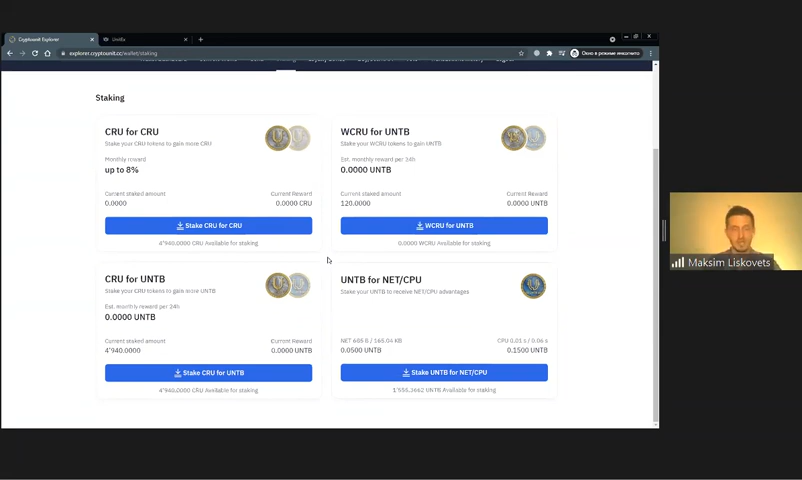 Cryptounit Explorer
UniVix
explorer.cryptounit.cc/wallet/staking
Окно в режиме инкогнито
Staking
CRU for CRU
Stake your CRU tokens to gain more CRU
Monthly reward
up to 8%
Current staked amount
Current Reward
0.0000
0.0000 CRU
Stake CRU for CRU
4'940.0000 CRU Available for staking
WCRU for UNTB
Stake your WCRU tokens to gain UNTB
Est. monthly reward per 24h
0.0000 UNTB
Current staked amount
Current Reward
120.0000
0.0000 UNTB
Stake WCRU for UNTB
0.0000 WCRU Available for staking
CRU for UNTB
Stake your CRU tokens to gain more UNTB
Est. monthly reward per 24h
0.0000 UNTB
Current staked amount
Current Reward
4'940.0000
0.0000 UNTB
Stake CRU for UNTB
4'940.0000 CRU Available for staking
UNTB for NET/CPU
Stake your UNTB to receive NET/CPU advantages
CPU 0.01 s / 0.06 s
0.0500 UNTB
0.1500 UNTB
Stake UNTB for NET/CPU
UNTB Available for staking
Maksim Liskovets